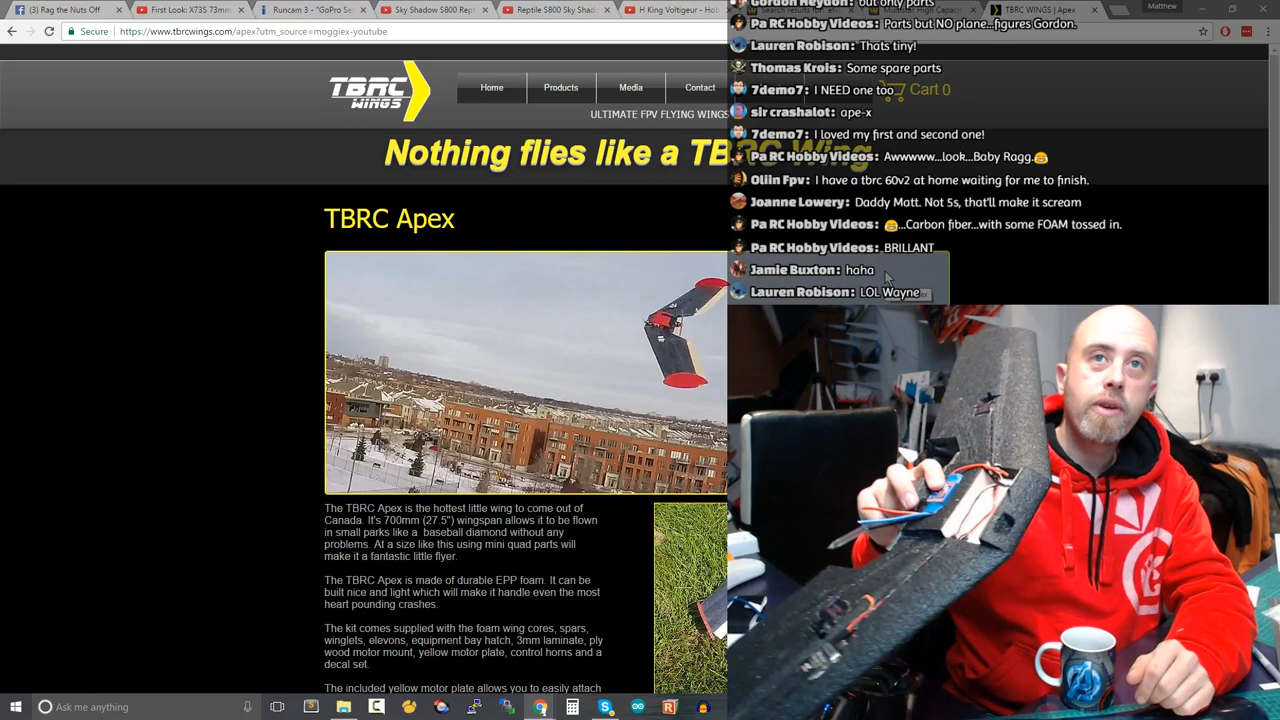 (3) Rag the Nuts Off
First Look: X73S 73mm
Runcam 3 - "GoPro Se
Sky Shadow S800 Rep
Reptile S800 Sky Shado
H King Voltigeur - How
TBRC WINGS | Apex
Matthew
Secure
https://www.tbrcwings.com/apex?utm_source=moggiex-youtube
but only parts
Pa RC Hobby Videos: Parts but NO plane...figures Gordon.
Lauren Robison: Thats tiny!
Thomas Krois: Some spare parts
7demo7: I NEED one too
sir crashalot: ape-x
7demo7: I loved my first and second one!
Pa RC Hobby Videos: Awwwww...look...Baby Ragg.😂
Oliin Fpv: I have a tbrc 60v2 at home waiting for me to finish.
Joanne Lowery: Daddy Matt. Not 5s, that'll make it scream
Pa RC Hobby Videos: 😂...Carbon fiber...with some FOAM tossed in.
Pa RC Hobby Videos: BRILLANT
Jamie Buxton: haha
Lauren Robison: LOL Wayne
TBRC
WINGS
Home
Products
Media
Contact
Cart 0
ULTIMATE FPV FLYING WINGS
Nothing flies like a TBRC Wing
TBRC Apex
The TBRC Apex is the hottest little wing to come out of
Canada. It's 700mm (27.5") wingspan allows it to be flown
in small parks like a baseball diamond without any
problems. At a size like this using mini quad parts will
make it a fantastic little flyer.
The TBRC Apex is made of durable EPP foam. It can be
built nice and light which will make it handle even the most
heart pounding crashes.
The kit comes supplied with the foam wing cores, spars,
winglets, elevons, equipment bay hatch, 3mm laminate, ply
wood motor mount, yellow motor plate, control horns and a
decal set.
The included yellow motor plate allows you to easily attach
Ask me anything